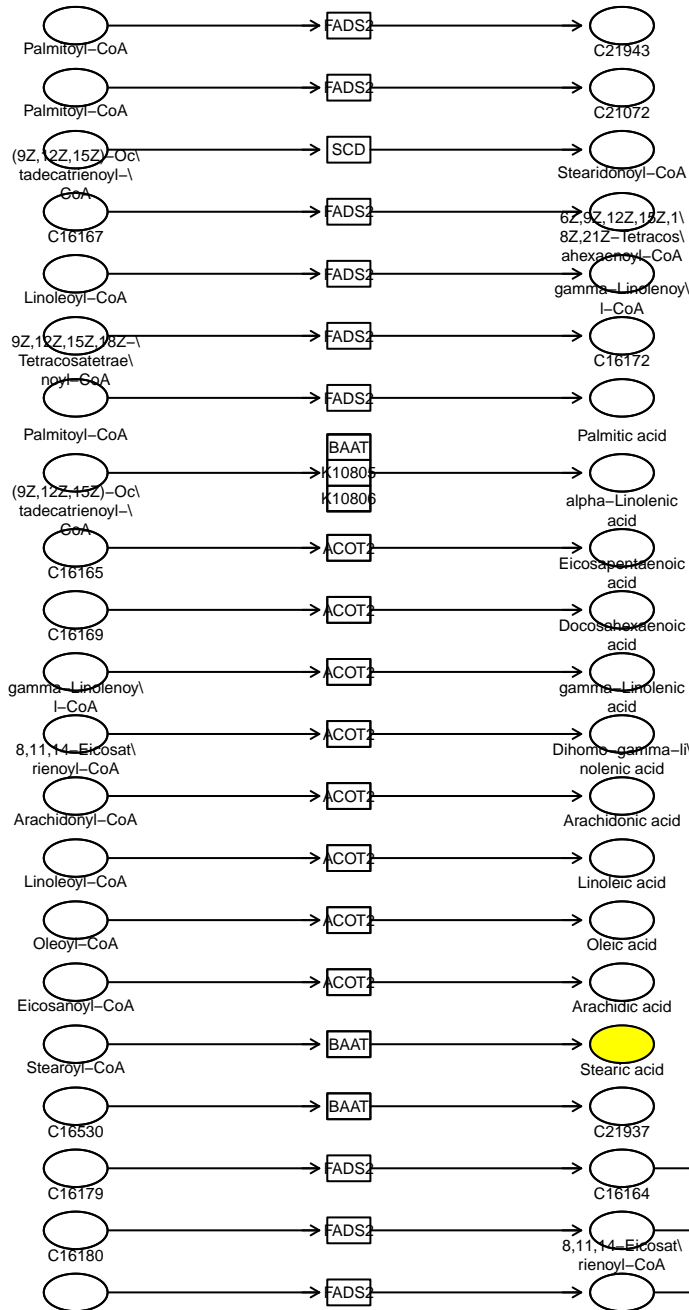 FADS2
Palmitoyl−CoA
C21943
FADS2
Palmitoyl−CoA
C21072
SCD
(9Z,12Z,15Z)−Oc\
tadecatrienoyl−\
CoA
Stearidonoyl−CoA
FADS2
C16167
6Z,9Z,12Z,15Z,1\
8Z,21Z−Tetracos\
ahexaenoyl−CoA
FADS2
Linoleoyl−CoA
gamma−Linolenoy\
l−CoA
FADS2
9Z,12Z,15Z,18Z−\
Tetracosatetrae\
noyl−CoA
C16172
FADS2
Palmitoyl−CoA
Palmitic acid
BAAT
K10805
K10806
(9Z,12Z,15Z)−Oc\
tadecatrienoyl−\
CoA
alpha−Linolenic
acid
ACOT2
C16165
Eicosapentaenoic
acid
ACOT2
C16169
Docosahexaenoic
acid
ACOT2
gamma−Linolenoy\
l−CoA
gamma−Linolenic
acid
ACOT2
8,11,14−Eicosat\
rienoyl−CoA
Dihomo−gamma−li\
nolenic acid
ACOT2
Arachidonyl−CoA
Arachidonic acid
ACOT2
Linoleoyl−CoA
Linoleic acid
ACOT2
Oleoyl−CoA
Oleic acid
ACOT2
Eicosanoyl−CoA
Arachidic acid
BAAT
Stearoyl−CoA
Stearic acid
BAAT
C16530
C21937
FADS2
C16179
C16164
FADS2
C16180
8,11,14−Eicosat\
rienoyl−CoA
FADS2